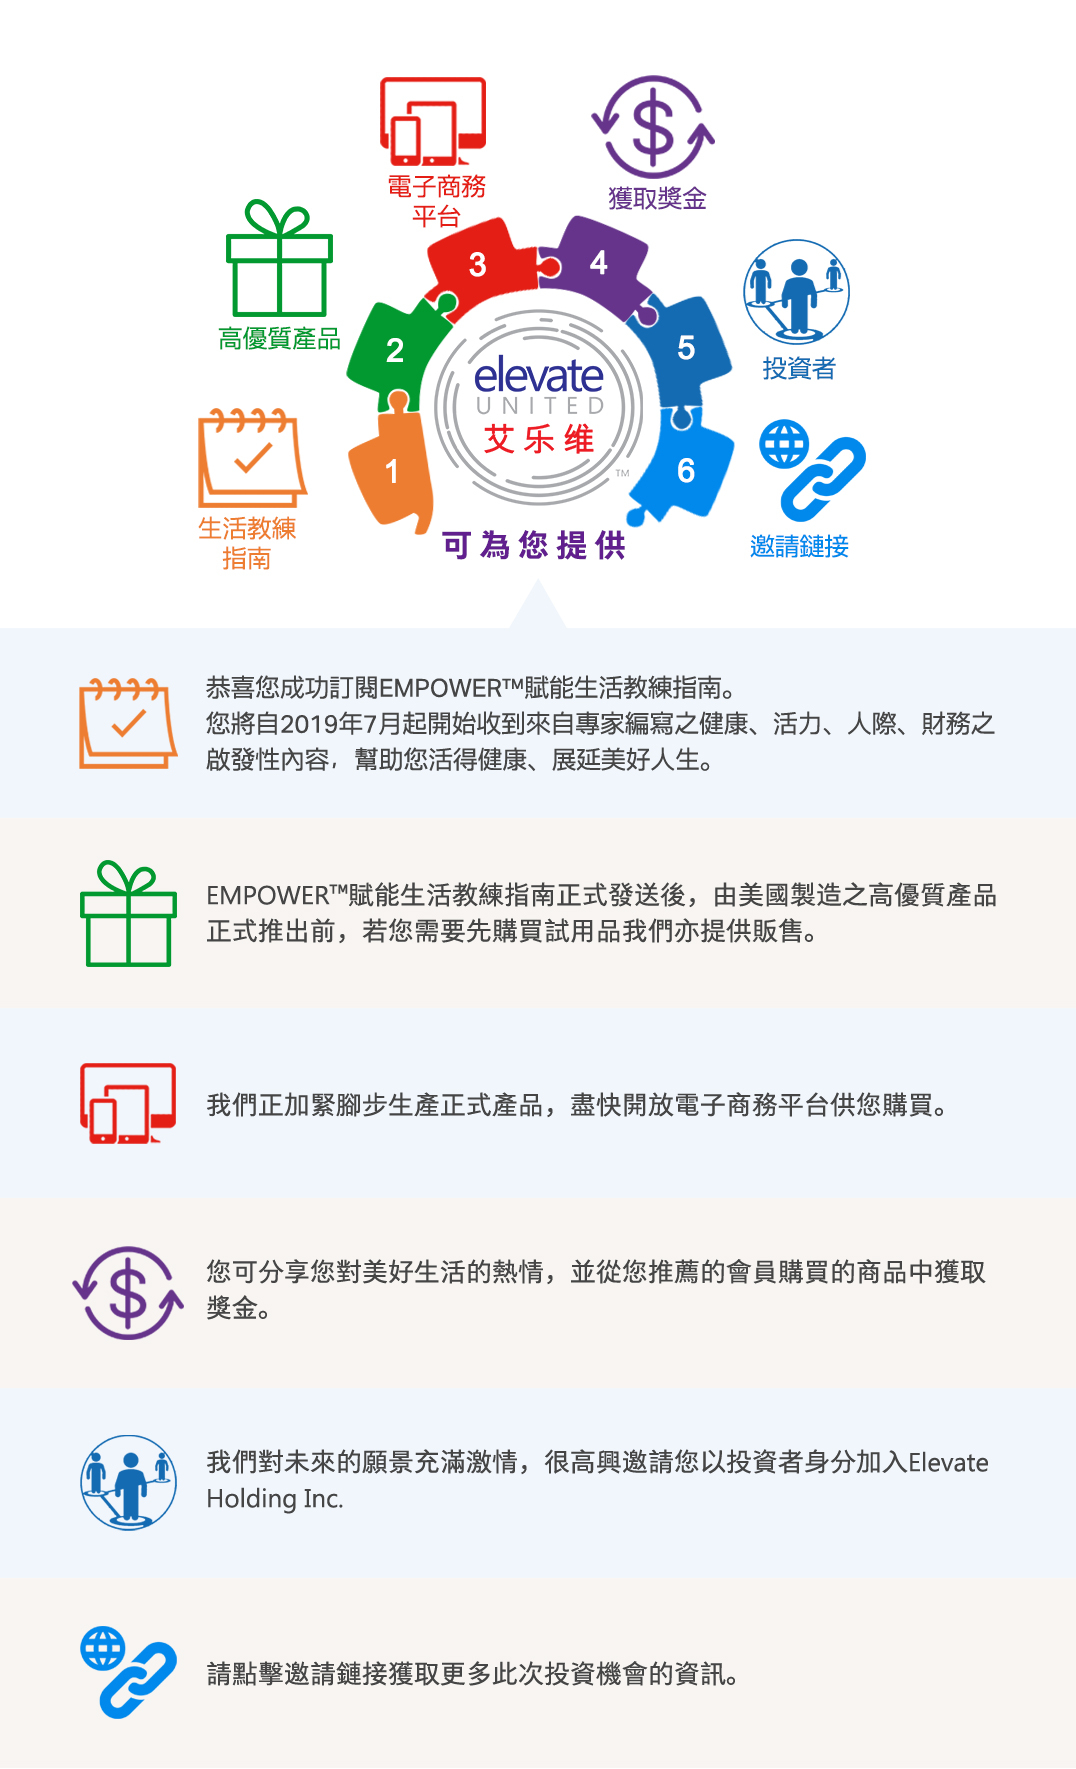 電子商務
平台
獲取獎金
3
4
高優質產品
2
5
投資者
elevate
UNITED
艾乐维
TM
生活教練
指南
1
6
邀請鏈接
可為您提供
恭喜您成功訂閱EMPOWER™賦能生活教練指南。
您將自2019年7月起開始收到來自專家編寫之健康、活力、人際、財務之
啟發性內容，幫助您活得健康、展延美好人生。
EMPOWER™賦能生活教練指南正式發送後，由美國製造之高優質產品
正式推出前，若您需要先購買試用品我們亦提供販售。
我們正加緊腳步生產正式產品，盡快開放電子商務平台供您購買。
您可分享您對美好生活的熱情，並從您推薦的會員購買的商品中獲取
獎金。
我們對未來的願景充滿激情，很高興邀請您以投資者身分加入Elevate
Holding Inc.
請點擊邀請鏈接獲取更多此次投資機會的資訊。